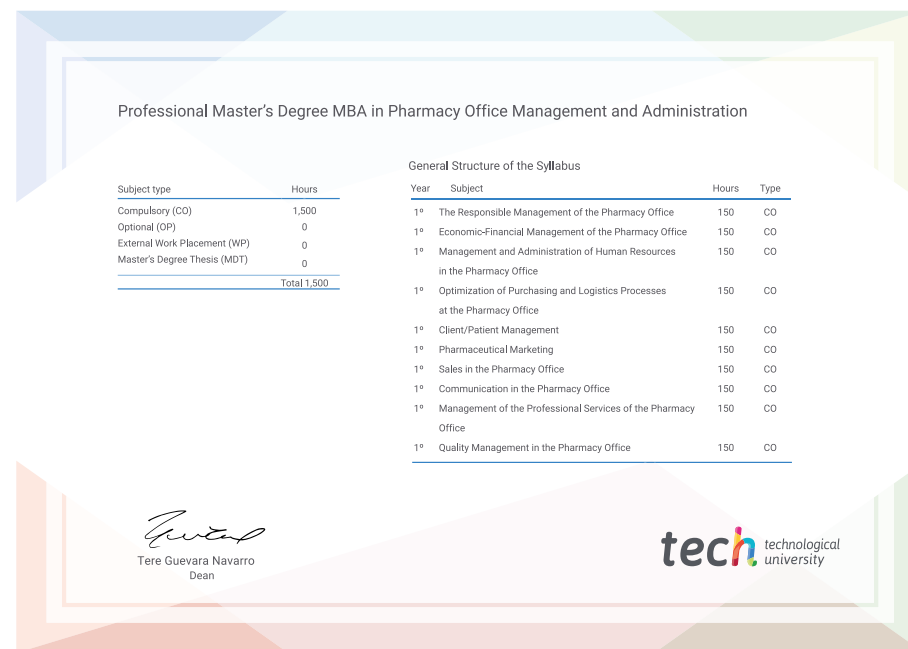 Professional Master's Degree MBA in Pharmacy Office Management and Administration
Subject type Hours
Compulsory (CO) 1,500
Optional (OP) 0
External Work Placement (WP) 0
Master's Degree Thesis (MDT) 0
Total 1,500
General Structure of the Syllabus
Year Subject Hours Type
1º The Responsible Management of the Pharmacy Office 150 CO
1º Economic-Financial Management of the Pharmacy Office 150 CO
1º Management and Administration of Human Resources 150 CO
in the Pharmacy Office
1º Optimization of Purchasing and Logistics Processes 150 CO
at the Pharmacy Office
1º Client/Patient Management 150 CO
1º Pharmaceutical Marketing 150 CO
1º Sales in the Pharmacy Office 150 CO
1º Communication in the Pharmacy Office 150 CO
1º Management of the Professional Services of the Pharmacy 150 CO
Office
1º Quality Management in the Pharmacy Office 150 CO
Tere Guevara Navarro
Dean
tech technological
university